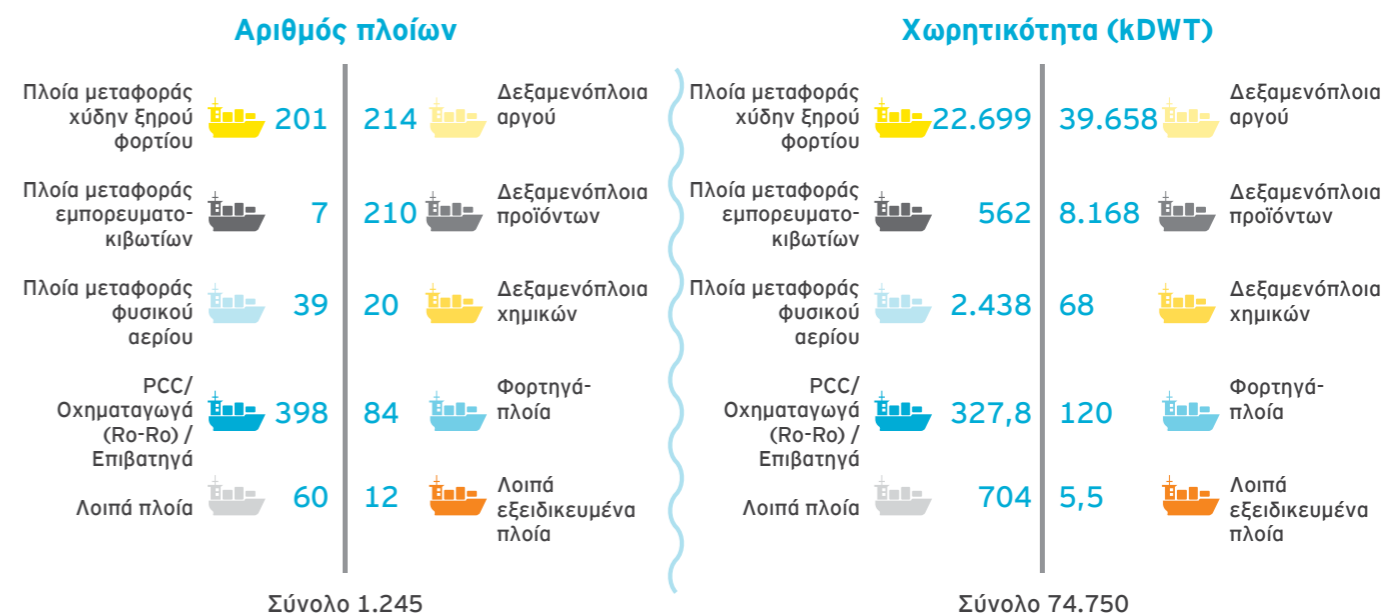 Αριθμός πλοίων
Πλοία μεταφοράς
χύδην ξηρού
φορτίου
201
214
Δεξαμενόπλοια
αργού
Πλοία μεταφοράς
εμπορευματο-
κιβωτίων
7
210
Δεξαμενόπλοια
προϊόντων
Πλοία μεταφοράς
φυσικού
αερίου
39
20
Δεξαμενόπλοια
χημικών
PCC/
Οχηματαγωγά
(Ro-Ro) /
Επιβατηγά
398
84
Φορτηγά-
πλοία
Λοιπά πλοία
60
12
Λοιπά
εξειδικευμένα
πλοία
Σύνολο 1.245
Χωρητικότητα (kDWT)
Πλοία μεταφοράς
χύδην ξηρού
φορτίου
22.699
39.658
Δεξαμενόπλοια
αργού
Πλοία μεταφοράς
εμπορευματο-
κιβωτίων
562
8.168
Δεξαμενόπλοια
προϊόντων
Πλοία μεταφοράς
φυσικού
αερίου
2.438
68
Δεξαμενόπλοια
χημικών
PCC/
Οχηματαγωγά
(Ro-Ro) /
Επιβατηγά
327,8
120
Φορτηγά-
πλοία
Λοιπά πλοία
704
5,5
Λοιπά
εξειδικευμένα
πλοία
Σύνολο 74.750